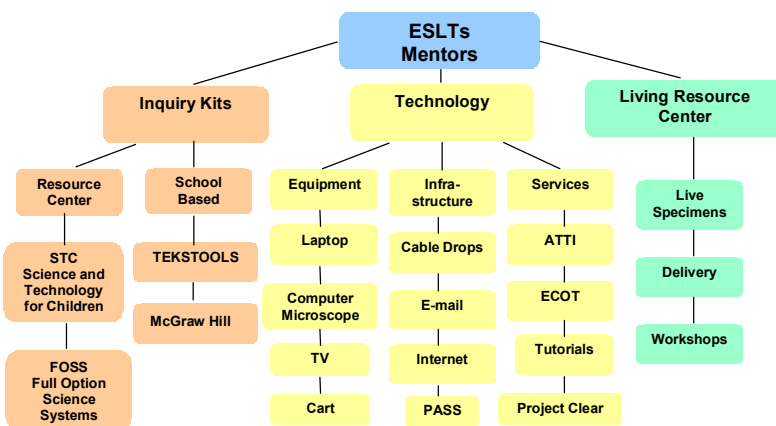 ESLTs
Mentors
Inquiry Kits
Technology
Living Resource
Center
Resource
Center
School
Based
Equipment
Infra-
structure
Services
Live
Specimens
STC
Science and
Technology
for Children
TEKSTOOLS
Laptop
Cable Drops
ATTI
Delivery
McGraw Hill
Computer
Microscope
E-mail
ECOT
Workshops
FOSS
Full Option
Science
Systems
TV
Internet
Tutorials
Cart
PASS
Project Clear